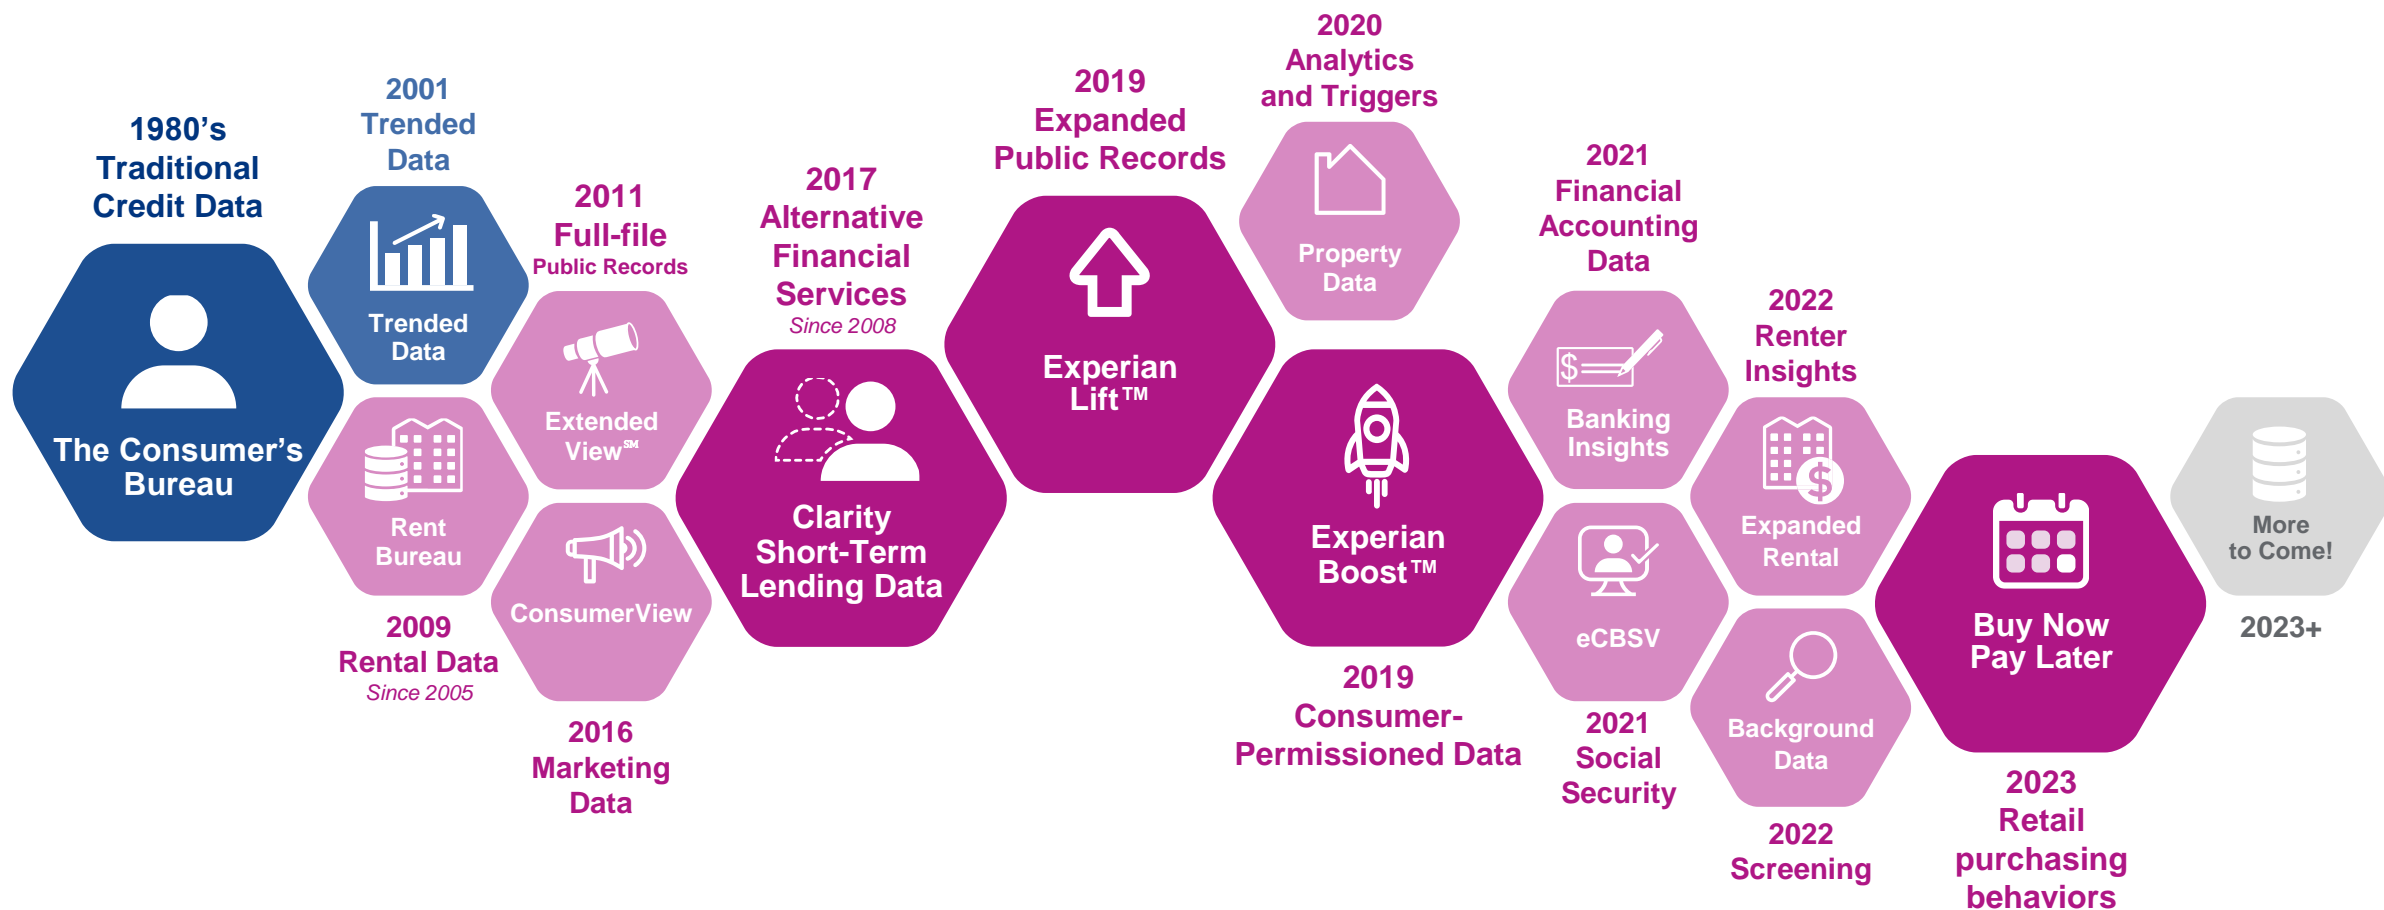 1980’s
Traditional
Credit Data
The Consumer’s
Bureau
2001
Trended
Data
Trended
Data
Rent
Bureau
2009
Rental Data
Since 2005
2011
Full-file
Public Records
Extended
View℠
ConsumerView
2016
Marketing
Data
2017
Alternative
Financial
Services
Since 2008
Clarity
Short-Term
Lending Data
2019
Expanded
Public Records
Experian
Lift™
2020
Analytics
and Triggers
Property
Data
Experian
Boost™
2019
Consumer-
Permissioned Data
2021
Financial
Accounting
Data
$
Banking
Insights
eCBSV
2021
Social
Security
2022
Renter
Insights
$
Expanded
Rental
Background
Data
2022
Screening
Buy Now
Pay Later
2023
Retail
purchasing
behaviors
More
to Come!
2023+